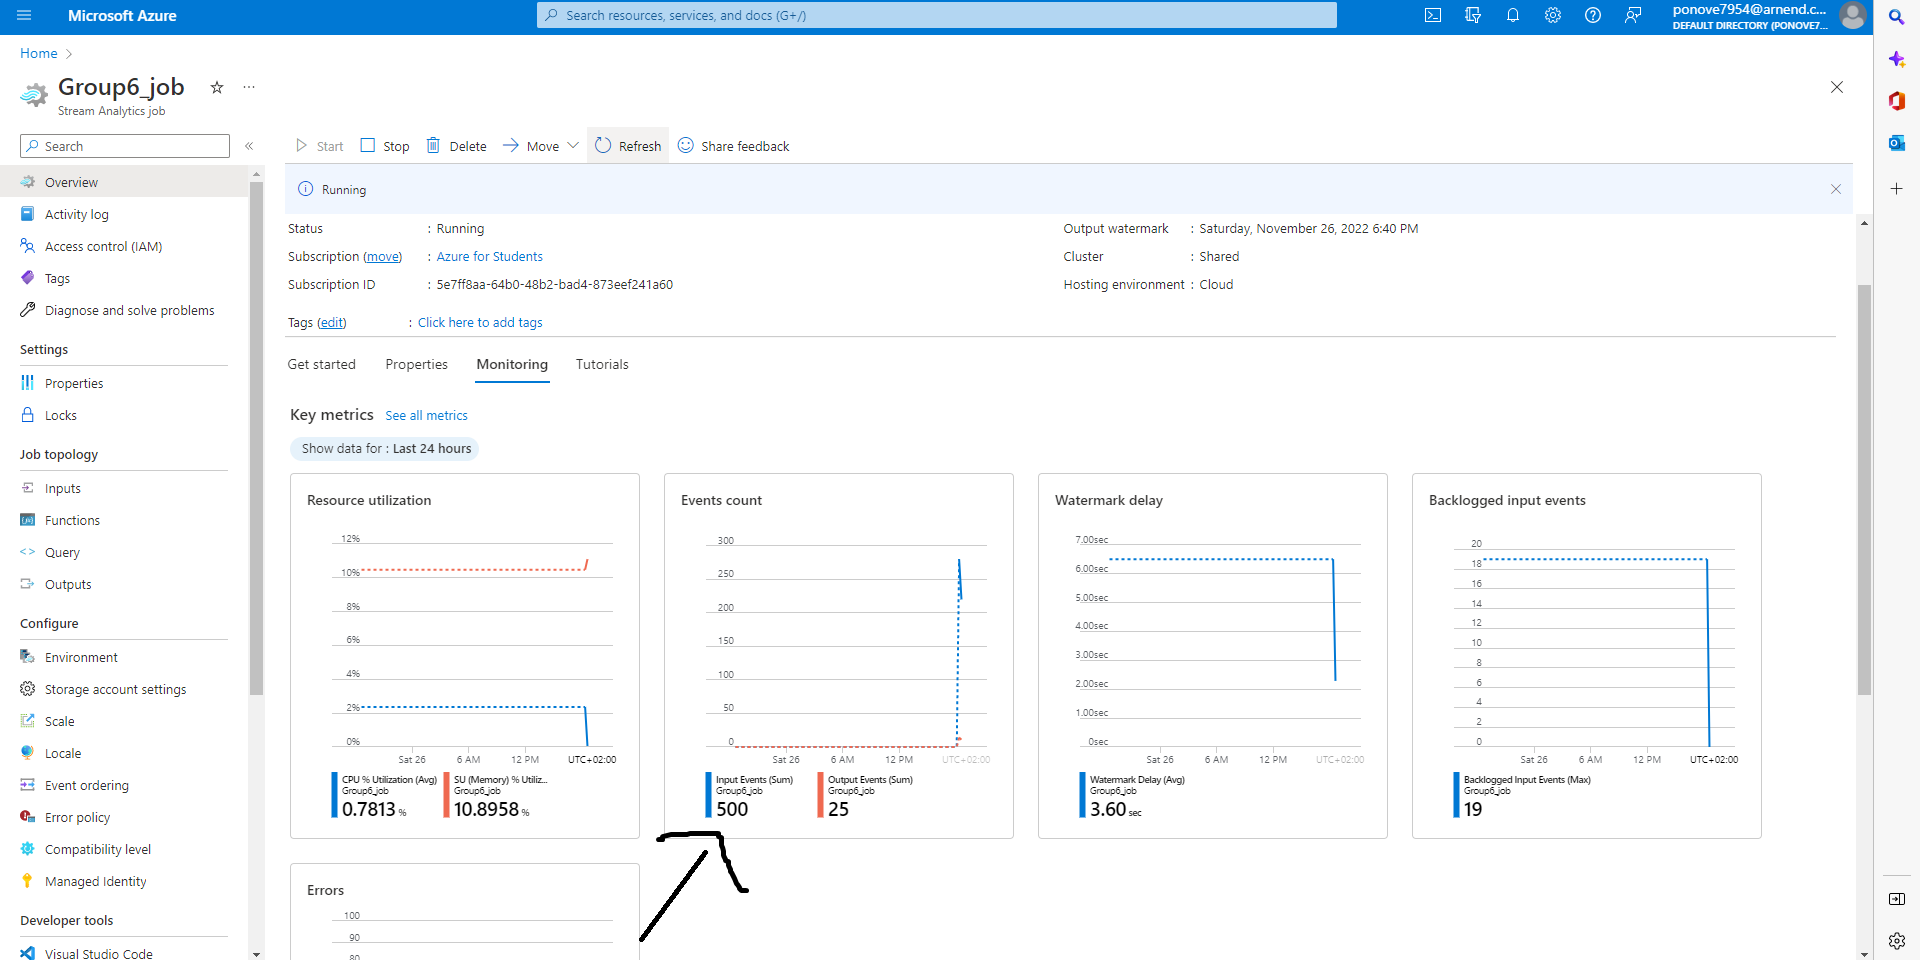 Microsoft Azure
Search resources, services, and docs (G+/)
ponove7954@arnend.c...
DEFAULT DIRECTORY (PONOVE7...
Home
Group6_job
Stream Analytics job
Search
Start
Stop
Delete
Move
Refresh
Share feedback
Running
Overview
Activity log
Access control (IAM)
Tags
Diagnose and solve problems
Settings
Properties
Locks
Job topology
Inputs
Functions
Query
Outputs
Configure
Environment
Storage account settings
Scale
Locale
Event ordering
Error policy
Compatibility level
Managed Identity
Developer tools
Visual Studio Code
Status : Running
Subscription (move) : Azure for Students
Subscription ID : 5e7ff8aa-64b0-48b2-bad4-873eef241a60
Output watermark : Saturday, November 26, 2022 6:40 PM
Cluster : Shared
Hosting environment : Cloud
Tags (edit) : Click here to add tags
Get started
Properties
Monitoring
Tutorials
Key metrics See all metrics
Show data for : Last 24 hours
Resource utilization
12%
10%
8%
6%
4%
2%
0%
Sat 26 6 AM 12 PM UTC+02:00
CPU % Utilization (Avg)
Group6_job
0.7813 %
SU (Memory) % Utiliz...
Group6_job
10.8958 %
Events count
300
250
200
150
100
50
0
Sat 26 6 AM 12 PM UTC+02:00
Input Events (Sum)
Group6_job
500
Output Events (Sum)
Group6_job
25
Watermark delay
7.00sec
6.00sec
5.00sec
4.00sec
3.00sec
2.00sec
1.00sec
0sec
Sat 26 6 AM 12 PM UTC+02:00
Watermark Delay (Avg)
Group6_job
3.60 sec
Backlogged input events
20
18
16
14
12
10
8
6
4
2
0
Sat 26 6 AM 12 PM UTC+02:00
Backlogged Input Events (Max)
Group6_job
19
Errors
100
90
80